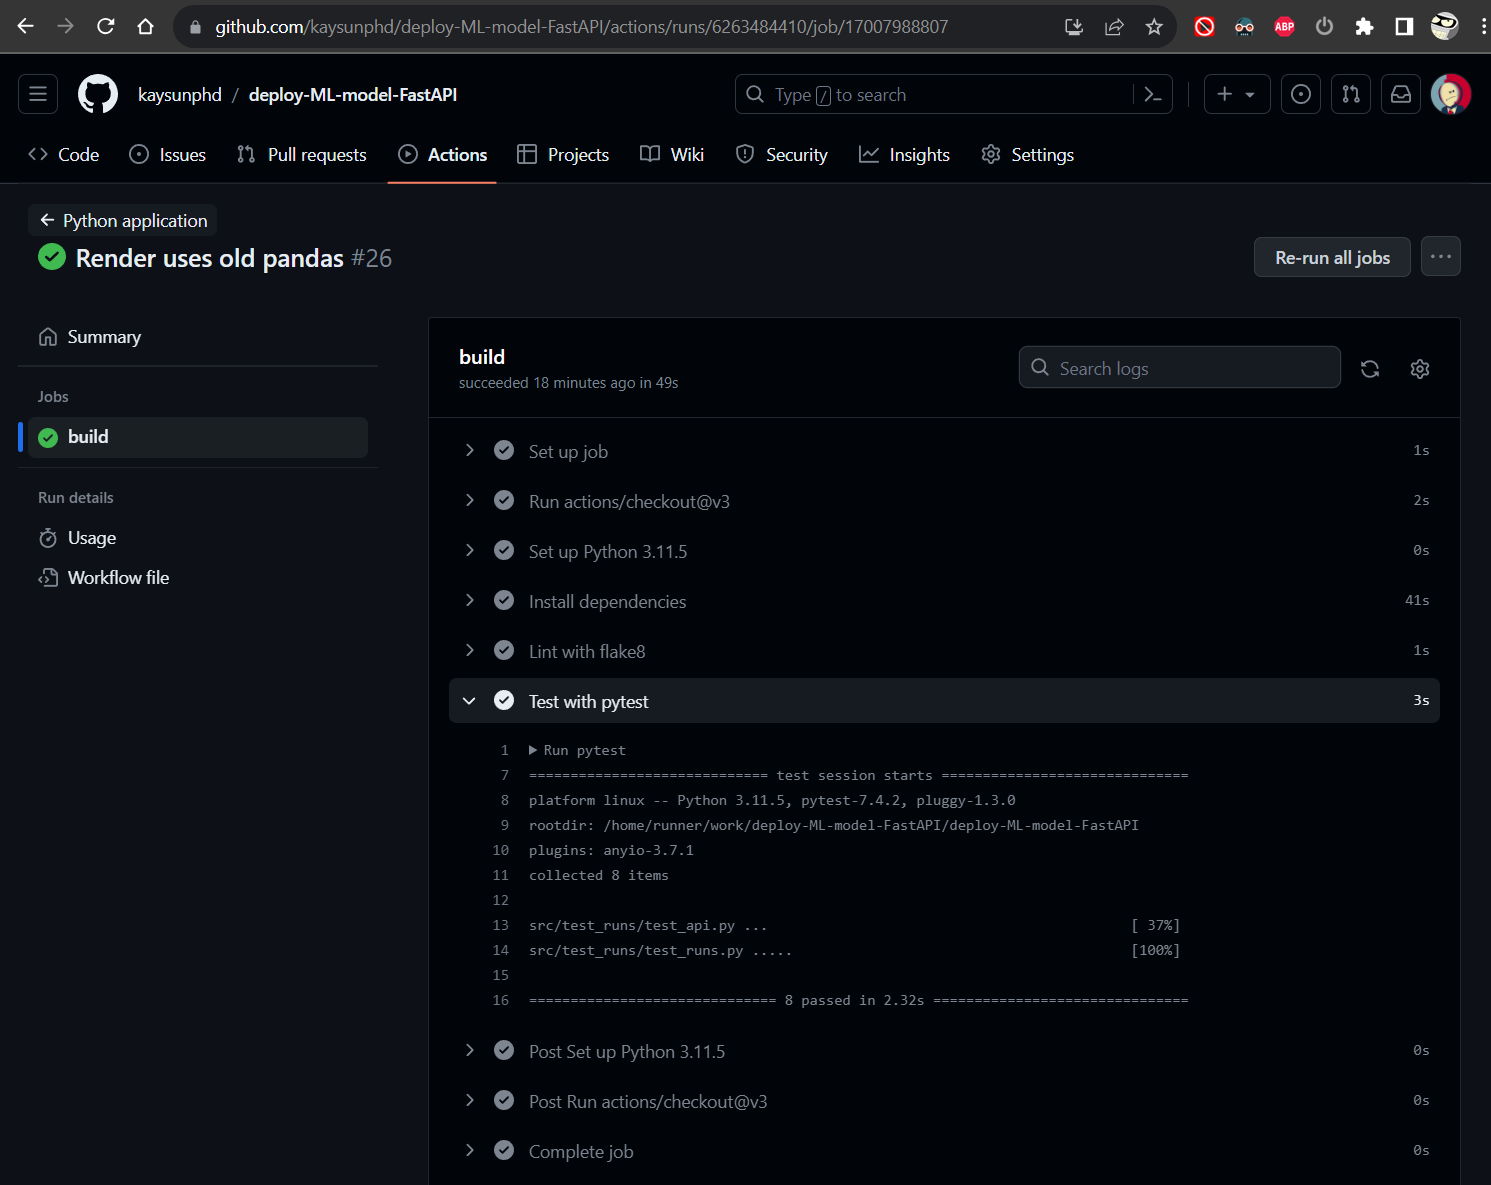 github.com/kaysunphd/deploy-ML-model-FastAPI/actions/runs/6263484410/job/17007988807
ABP
kaysunphd / deploy-ML-model-FastAPI
Type / to search
Code Issues Pull requests Actions Projects Wiki Security Insights Settings
Python application
Render uses old pandas #26
Re-run all jobs
Summary
Jobs
build
Run details
Usage
Workflow file
build
succeeded 18 minutes ago in 49s
Search logs
Set up job 1s
Run actions/checkout@v3 2s
Set up Python 3.11.5 0s
Install dependencies 41s
Lint with flake8 1s
Test with pytest 3s
1 Run pytest
7 ============================= test session starts ==============================
8 platform linux -- Python 3.11.5, pytest-7.4.2, pluggy-1.3.0
9 rootdir: /home/runner/work/deploy-ML-model-FastAPI/deploy-ML-model-FastAPI
10 plugins: anyio-3.7.1
11 collected 8 items
12
13 src/test_runs/test_api.py ... [ 37%]
14 src/test_runs/test_runs.py ..... [100%]
15
16 ============================== 8 passed in 2.32s ===============================
Post Set up Python 3.11.5 0s
Post Run actions/checkout@v3 0s
Complete job 0s